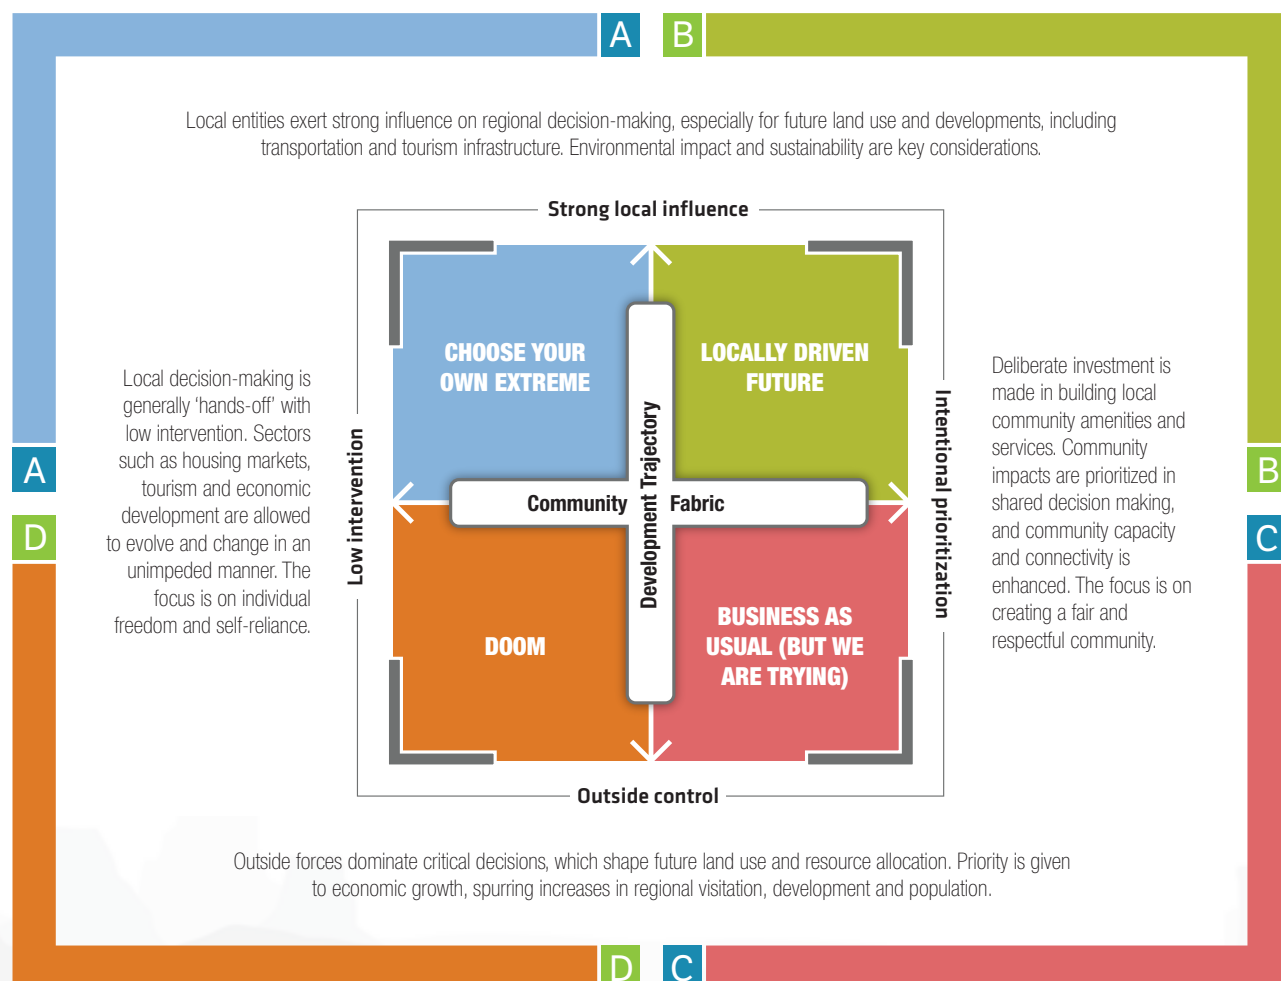 A
B
Local entities exert strong influence on regional decision-making, especially for future land use and developments, including
transportation and tourism infrastructure. Environmental impact and sustainability are key considerations.
Strong local influence
CHOOSE YOUR
OWN EXTREME
LOCALLY DRIVEN
FUTURE
Local decision-making is
generally ‘hands-off’ with
low intervention. Sectors
such as housing markets,
tourism and economic
development are allowed
to evolve and change in an
unimpeded manner. The
focus is on individual
freedom and self-reliance.
Low intervention
Community Fabric
Development Trajectory
Intentional prioritization
Deliberate investment is
made in building local
community amenities and
services. Community
impacts are prioritized in
shared decision making,
and community capacity
and connectivity is
enhanced. The focus is on
creating a fair and
respectful community.
A
B
D
C
DOOM
BUSINESS AS
USUAL (BUT WE
ARE TRYING)
Outside control
Outside forces dominate critical decisions, which shape future land use and resource allocation. Priority is given
to economic growth, spurring increases in regional visitation, development and population.
D
C